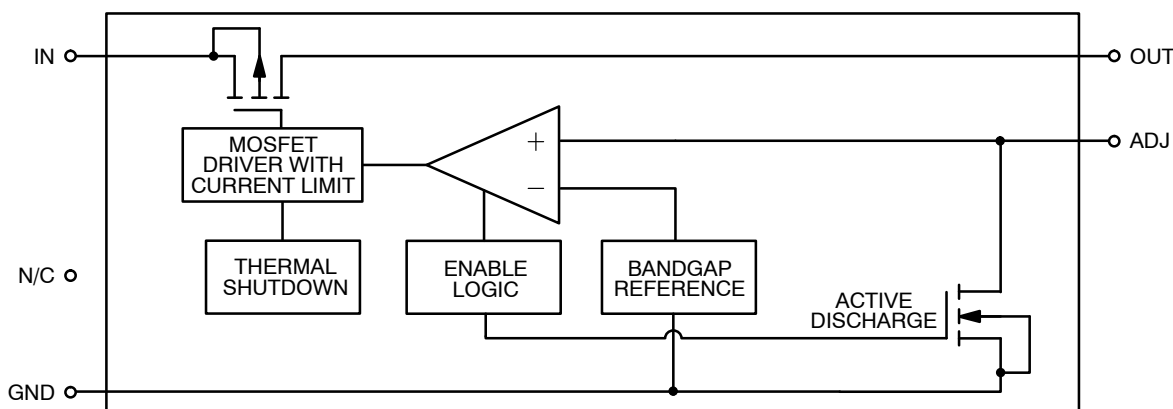 IN
OUT
MOSFET
DRIVER WITH
CURRENT LIMIT
+
−
ADJ
THERMAL
SHUTDOWN
ENABLE
LOGIC
BANDGAP
REFERENCE
N/C
ACTIVE
DISCHARGE
GND